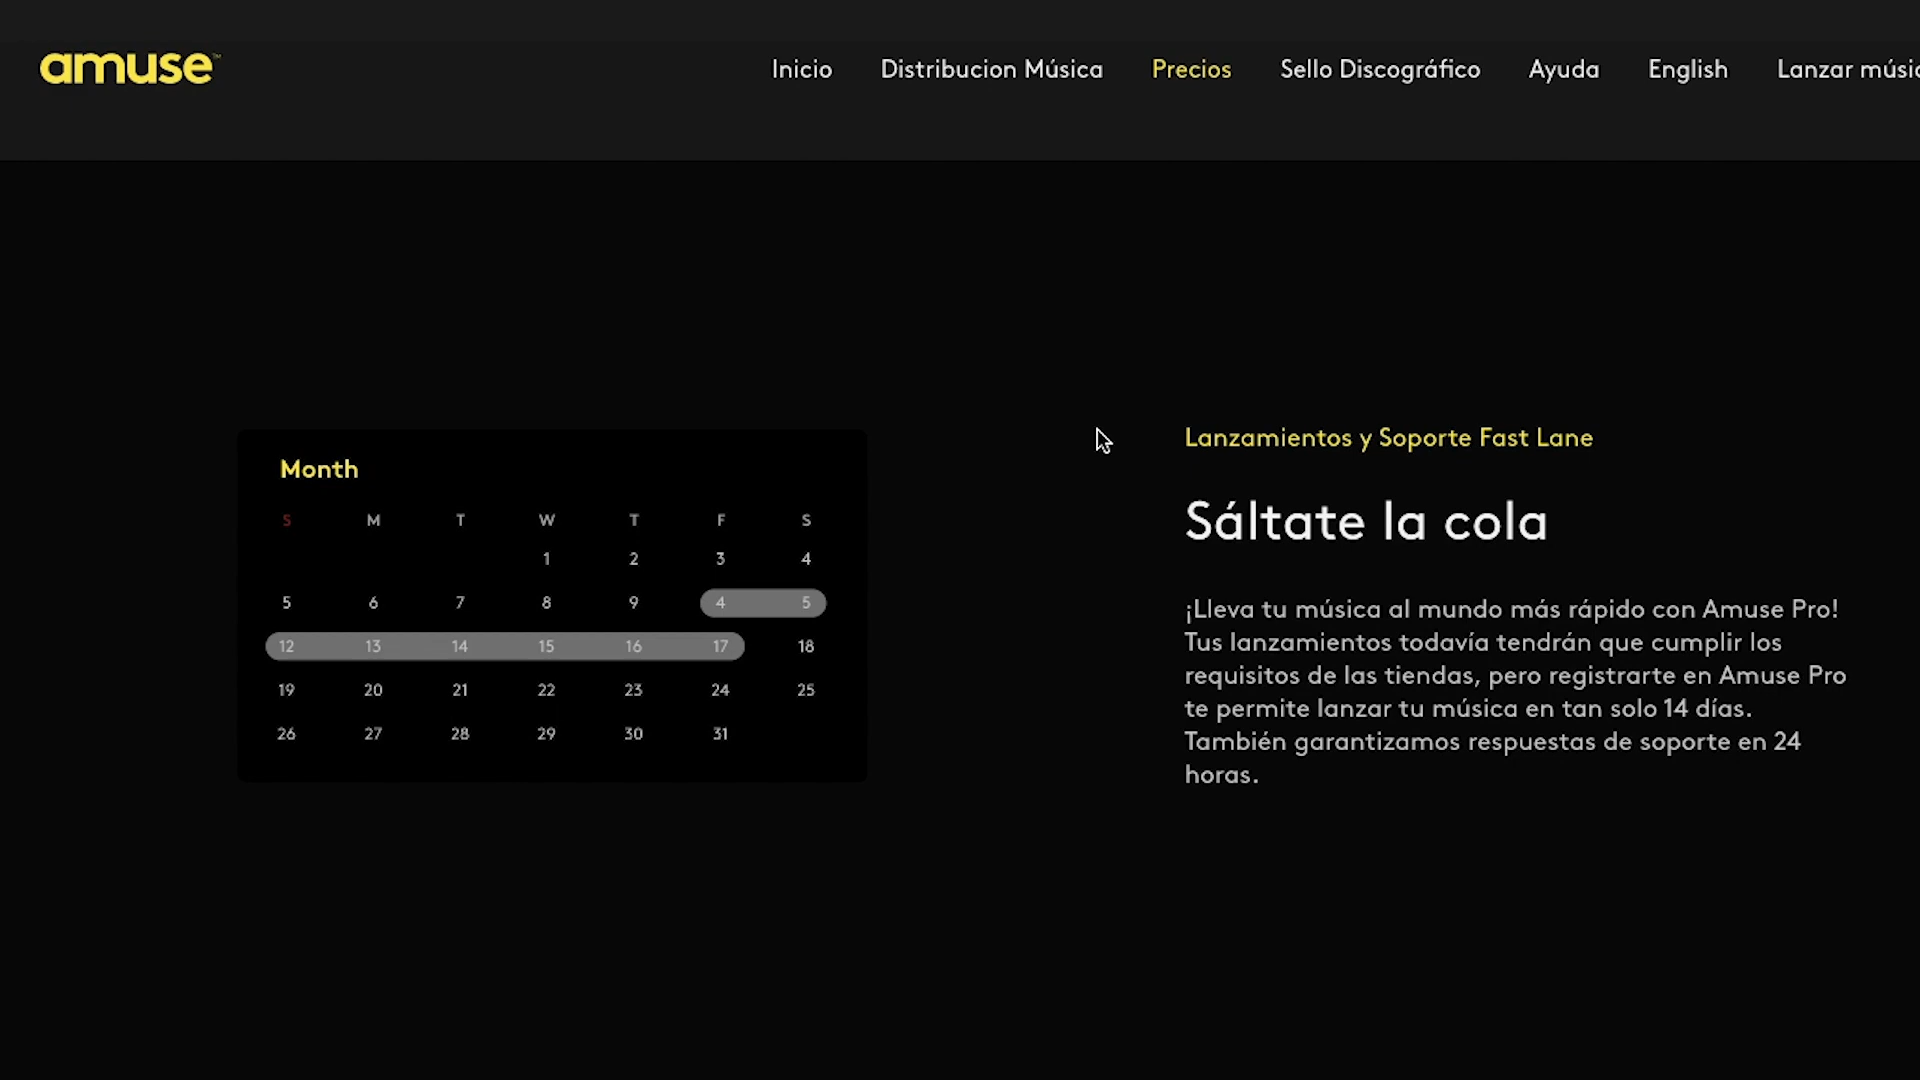 amuse™
Inicio Distribucion Música Precios Sello Discográfico Ayuda English Lanzar músic
Month
S M T W T F S
1 2 3 4
5 6 7 8 9 4 5
12 13 14 15 16 17 18
19 20 21 22 23 24 25
26 27 28 29 30 31
Lanzamientos y Soporte Fast Lane
Sáltate la cola
¡Lleva tu música al mundo más rápido con Amuse Pro!
Tus lanzamientos todavía tendrán que cumplir los
requisitos de las tiendas, pero registrarte en Amuse Pro
te permite lanzar tu música en tan solo 14 días.
También garantizamos respuestas de soporte en 24
horas.